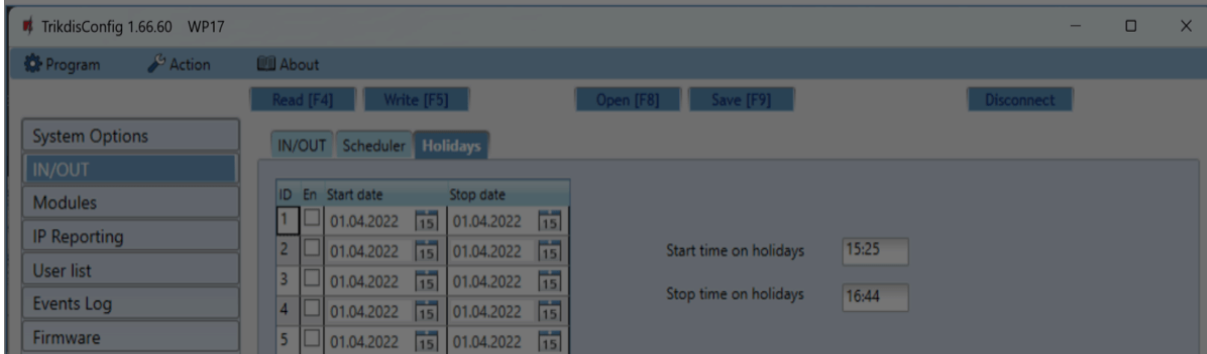 TrikdisConfig 1.66.60 WP17
Program Action About
Read [F4] Write [F5] Open [F8] Save [F9] Disconnect
System Options
IN/OUT
Modules
IP Reporting
User list
Events Log
Firmware
IN/OUT Scheduler Holidays
ID En Start date Stop date
1 01.04.2022 15 01.04.2022 15
2 01.04.2022 15 01.04.2022 15
3 01.04.2022 15 01.04.2022 15
4 01.04.2022 15 01.04.2022 15
5 01.04.2022 15 01.04.2022 15
Start time on holidays 15:25
Stop time on holidays 16:44